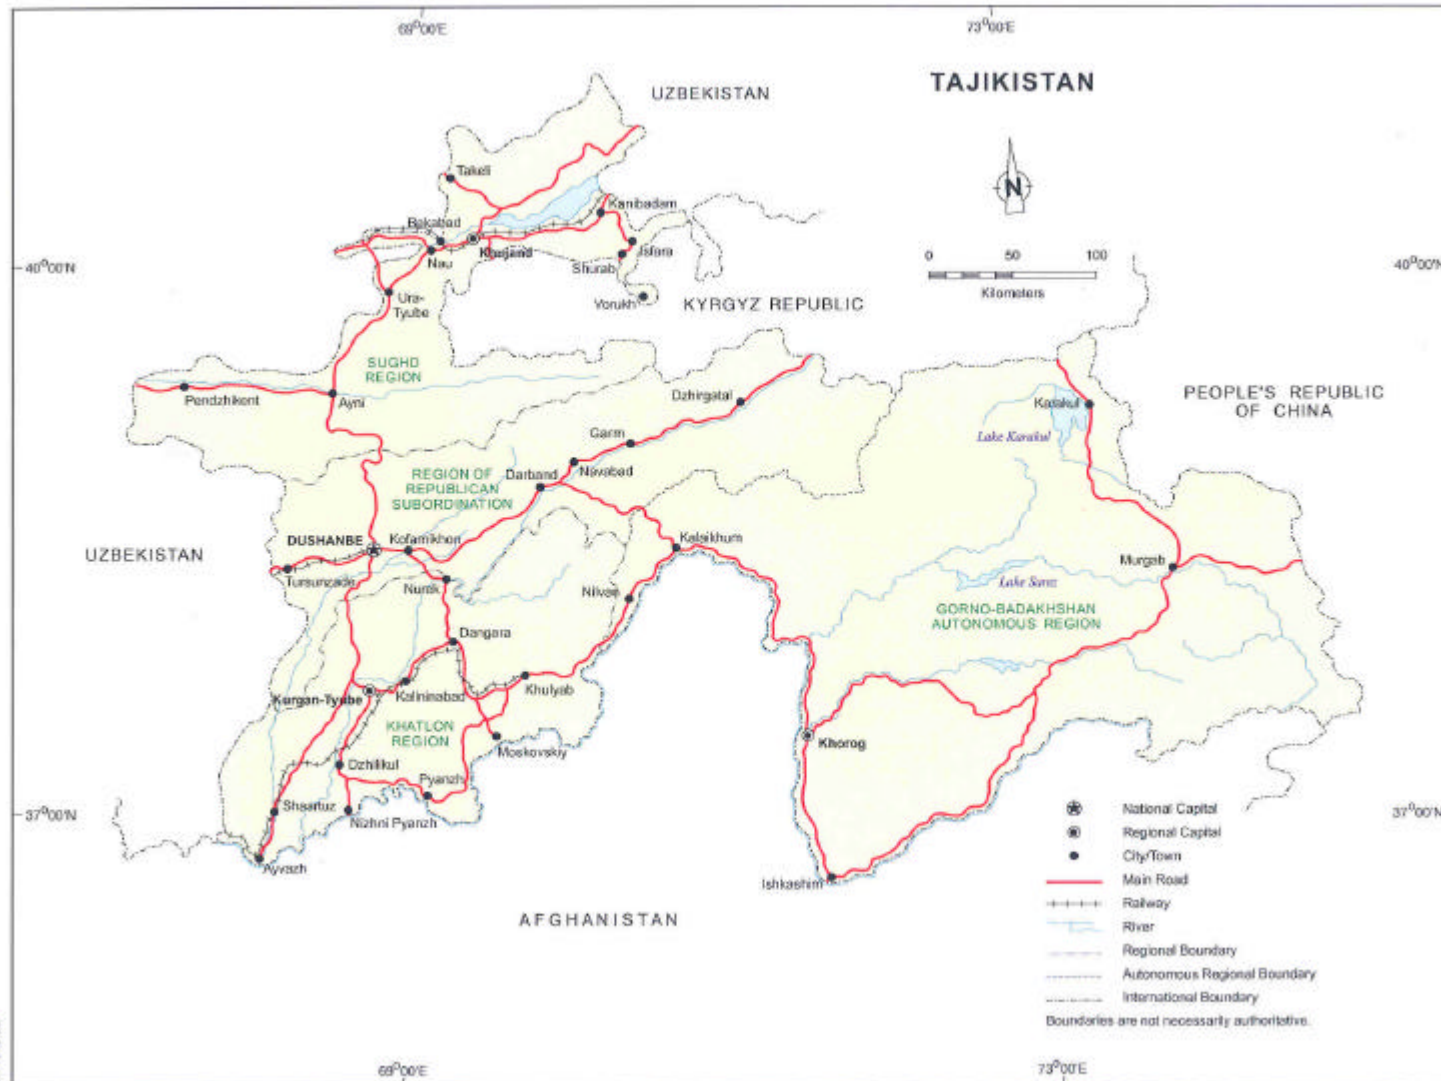 69°00'E
73°00'E
TAJIKISTAN
UZBEKISTAN
Takeli
N
Kanibadam
Bekabad
Khujand
Isfara
Nau
Shurab
0 50 100
Kilometers
40°00'N
40°00'N
Ura-
Tyube
Vorukh
KYRGYZ REPUBLIC
SUGHD
REGION
Pendzhikent
Ayni
Dzhirgatal
Karakul
PEOPLE'S REPUBLIC
OF CHINA
Lake Karakul
Garm
Navabad
Darband
REGION OF
REPUBLICAN
SUBORDINATION
DUSHANBE
Kofarnikhon
Kalaikhum
UZBEKISTAN
Tursunzade
Nurek
Nilvan
Murgab
Lake Sarez
GORNO-BADAKHSHAN
AUTONOMOUS REGION
Dangara
Kurgan-Tyube
Kalininabad
Khulyab
KHATLON
REGION
Moskovskiy
Khorog
Dzhilikul
Pyanzh
Shaartuz
Nizhni Pyanzh
37°00'N
37°00'N
Ayvazh
Ishkashim
AFGHANISTAN
National Capital
Regional Capital
City/Town
Main Road
Railway
River
Regional Boundary
Autonomous Regional Boundary
International Boundary
Boundaries are not necessarily authoritative.
69°00'E
73°00'E